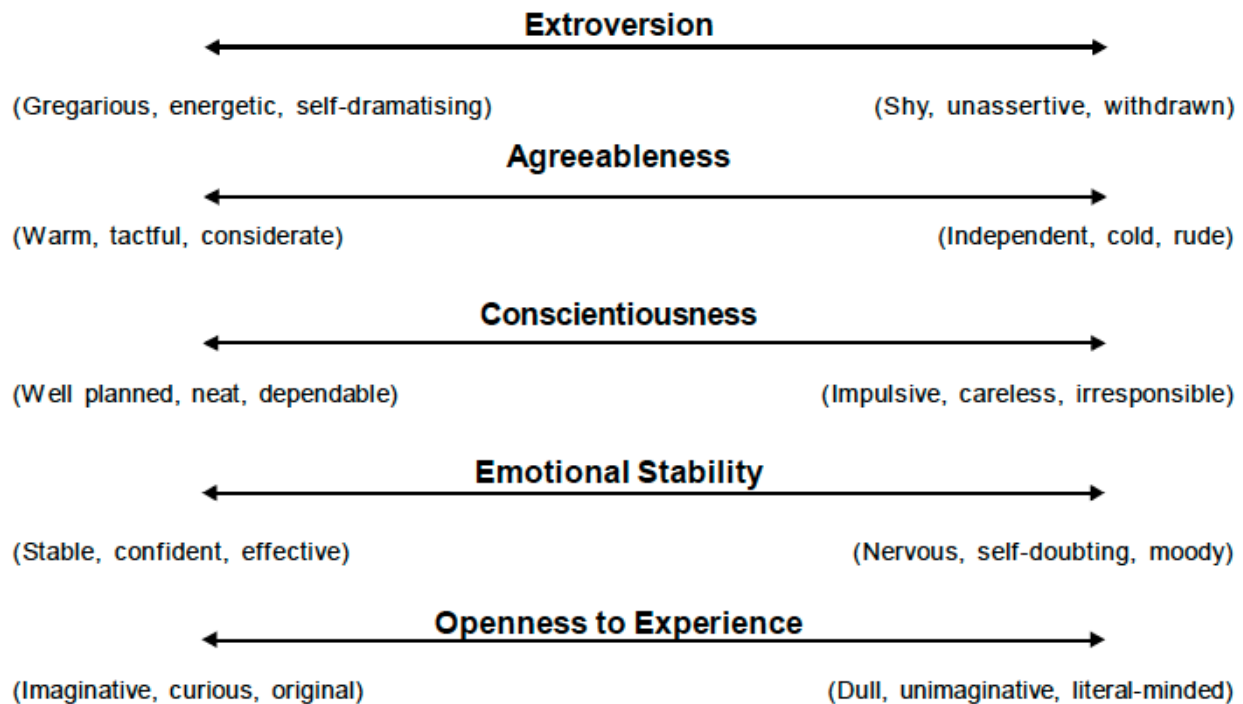 Extroversion
(Gregarious, energetic, self-dramatising) (Shy, unassertive, withdrawn)
Agreeableness
(Warm, tactful, considerate) (Independent, cold, rude)
Conscientiousness
(Well planned, neat, dependable) (Impulsive, careless, irresponsible)
Emotional Stability
(Stable, confident, effective) (Nervous, self-doubting, moody)
Openness to Experience
(Imaginative, curious, original) (Dull, unimaginative, literal-minded)